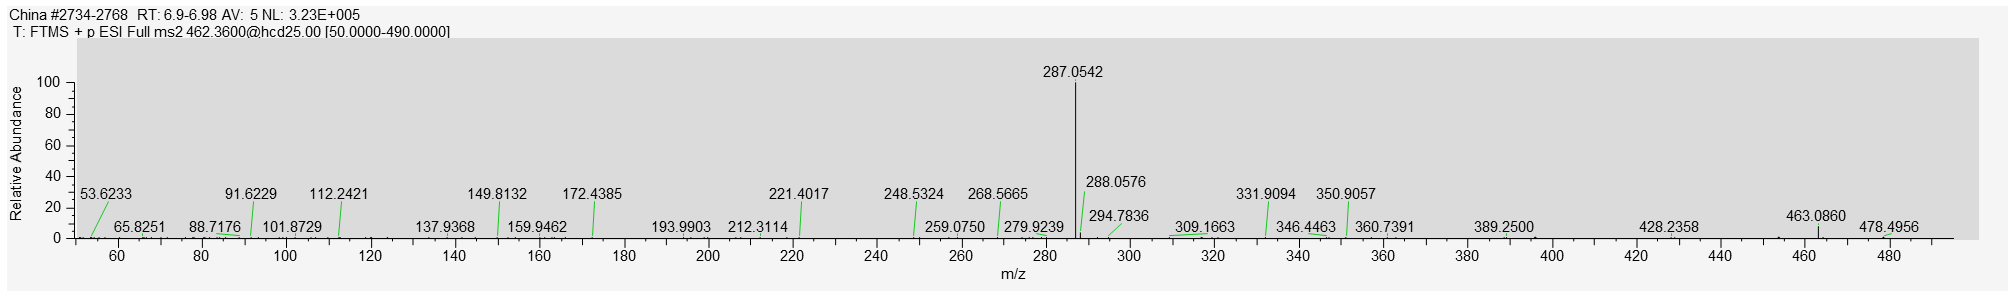 China #2734-2768 RT: 6.9-6.98 AV: 5 NL: 3.23E+005
T: FTMS + p ESI Full ms2 462.3600@hcd25.00 [50.0000-490.0000]
287.0542
100
80
60
40
20
0
Relative Abundance
288.0576
53.6233 91.6229 112.2421 149.8132 172.4385 221.4017 248.5324 268.5665 331.9094 350.9057
294.7836 463.0860
65.8251 88.7176 101.8729 137.9368 159.9462 193.9903 212.3114 259.0750 279.9239 309.1663 346.4463 360.7391 389.2500 428.2358 478.4956
60 80 100 120 140 160 180 200 220 240 260 280 300 320 340 360 380 400 420 440 460 480
m/z